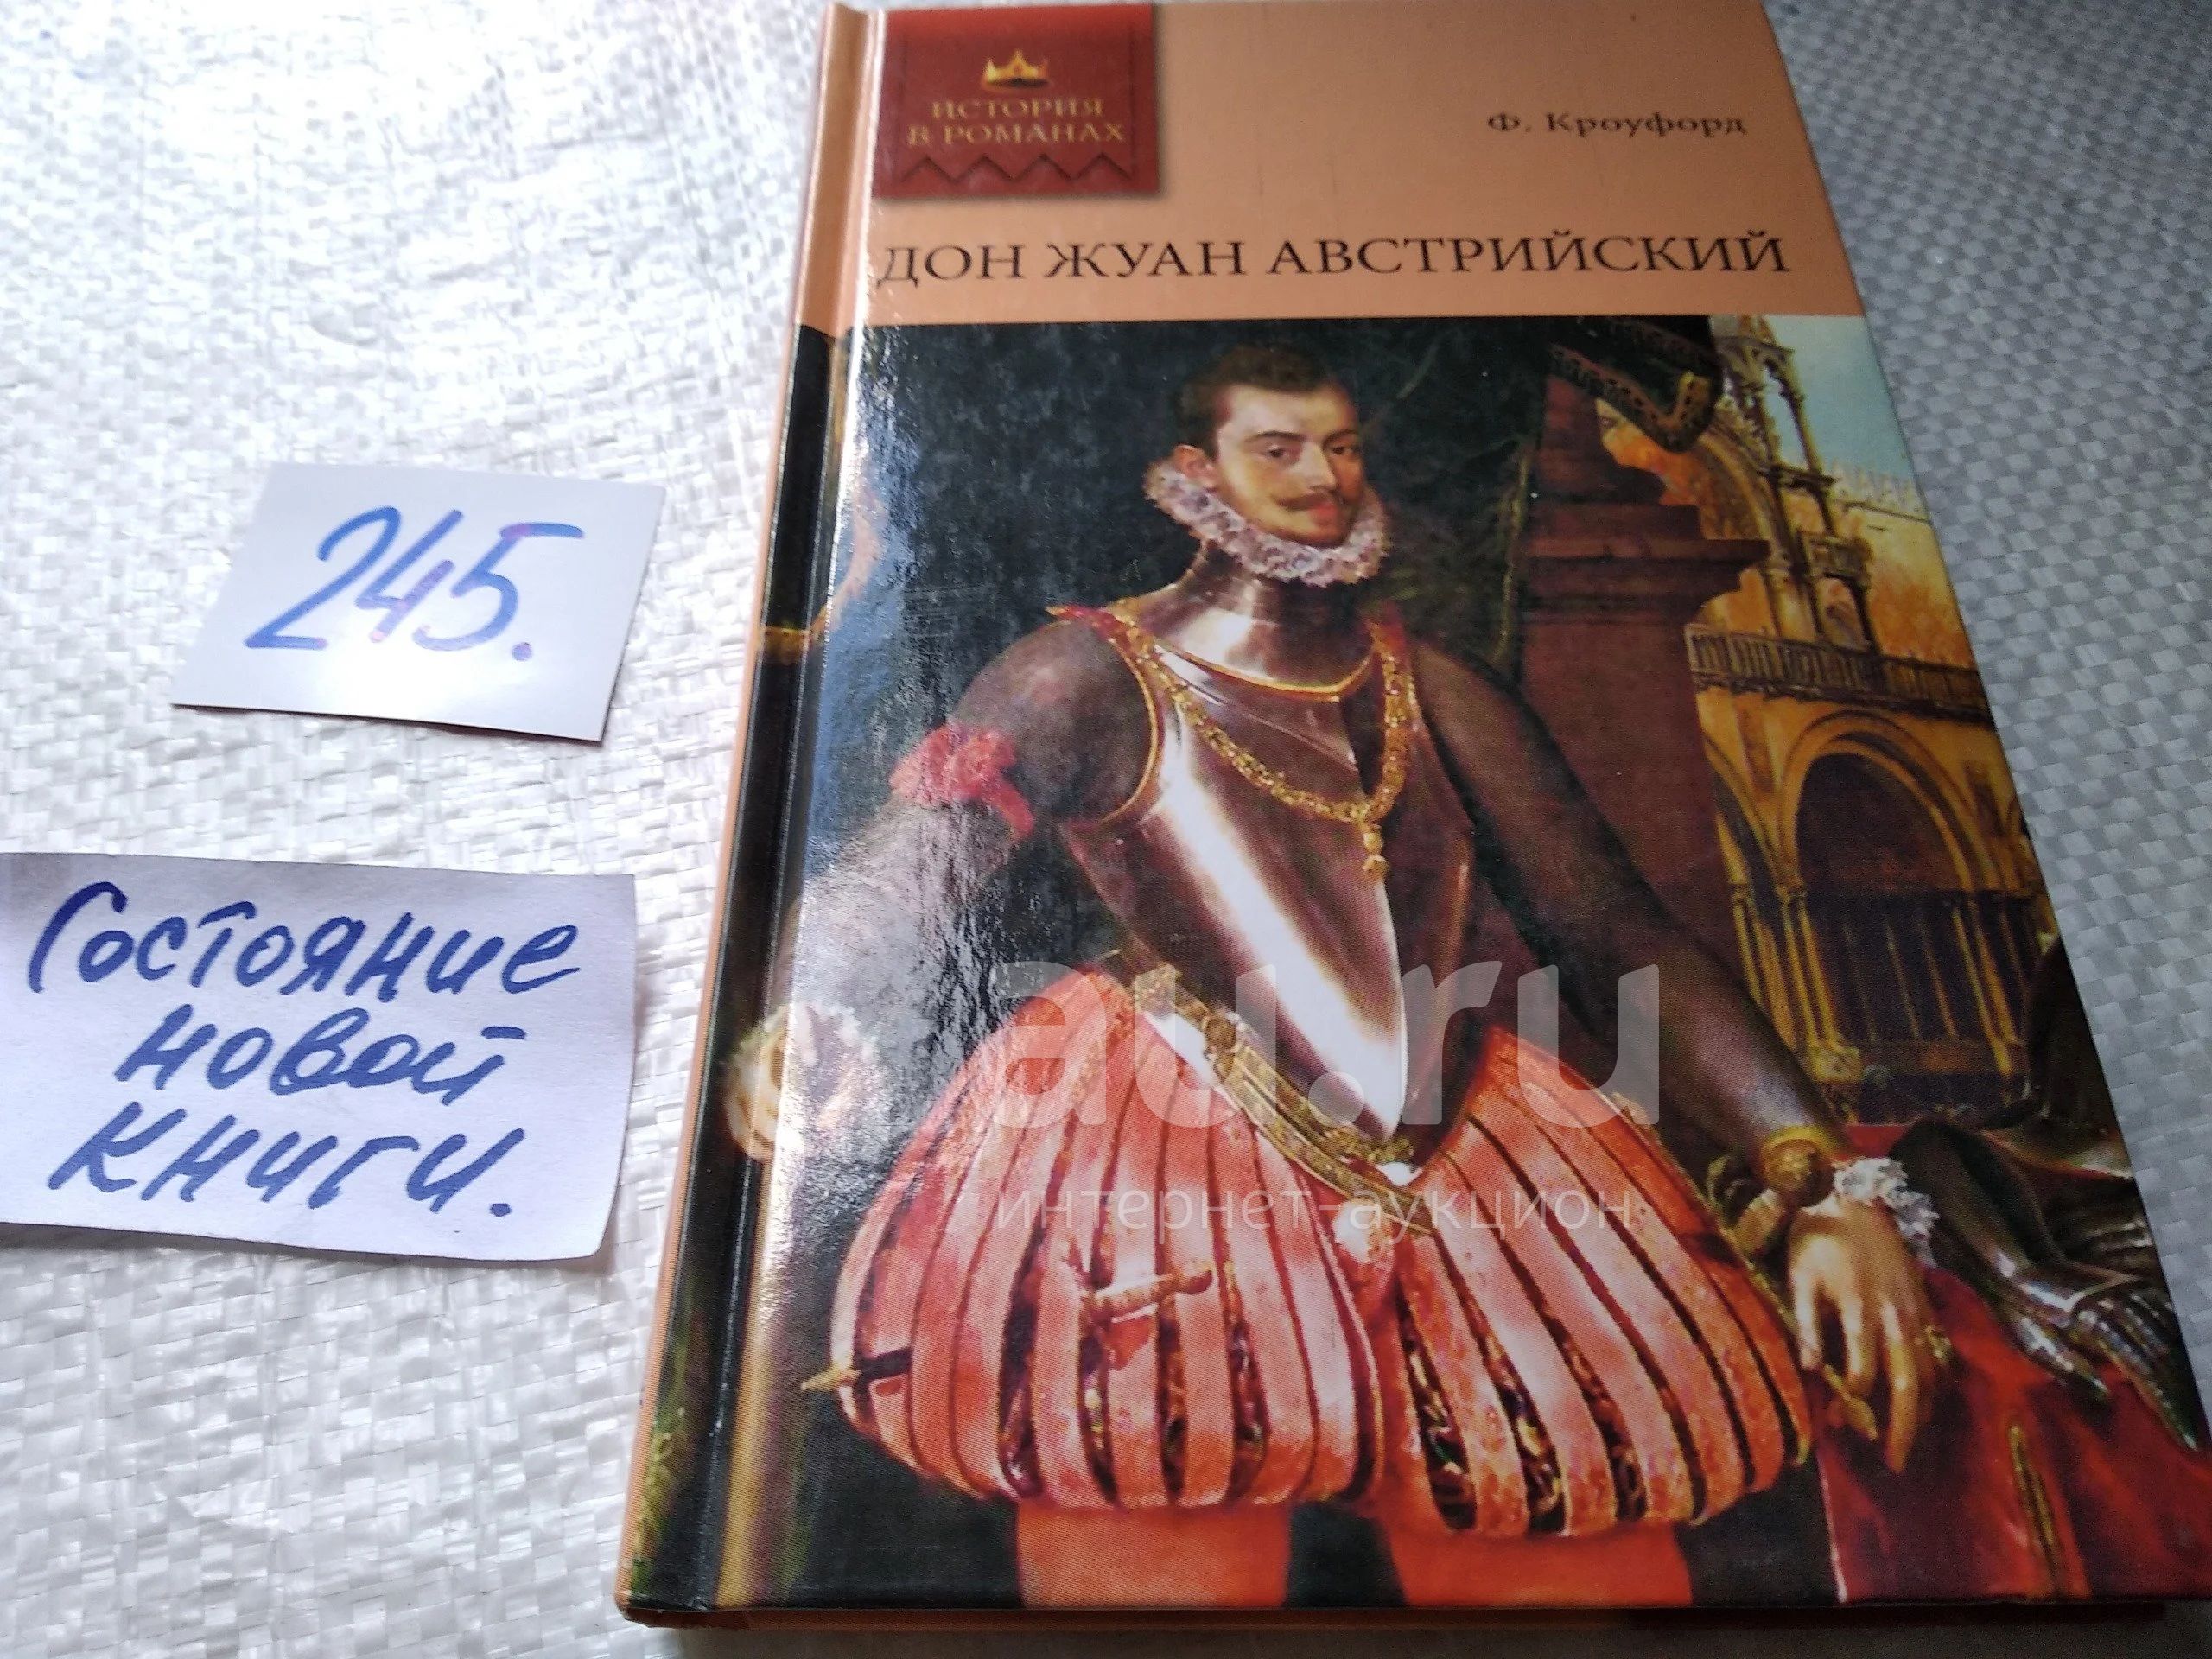 ИСТОРИЯ
В РОМАНАХ
Ф. Кроуфорд
ДОН ЖУАН АВСТРИЙСКИЙ
245.
Состояние
новой
книги.
au.ru
интернет-аукцион